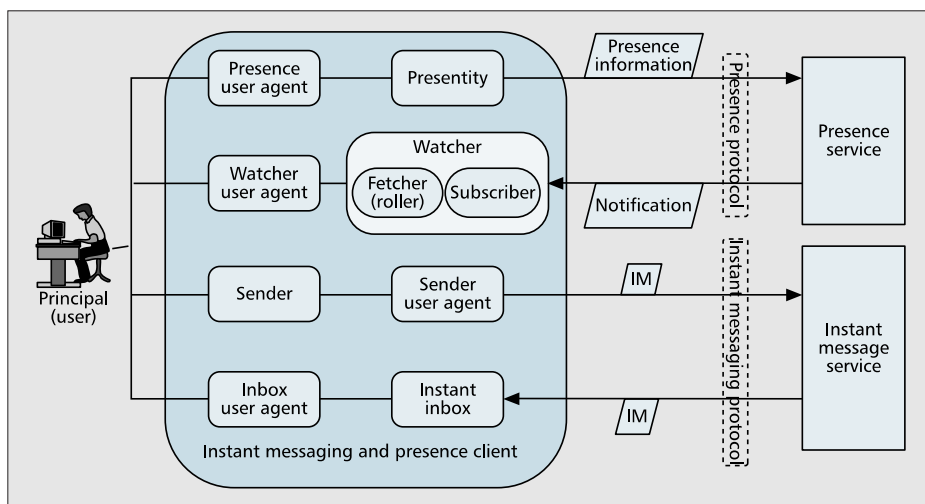 Presence
user agent
Presentity
Presence
information
Presence protocol
Presence
service
Watcher
Watcher
user agent
Fetcher
(roller)
Subscriber
Notification
Principal
(user)
Sender
Sender
user agent
IM
Instant messaging protocol
Instant
message
service
Inbox
user agent
Instant
inbox
IM
Instant messaging and presence client